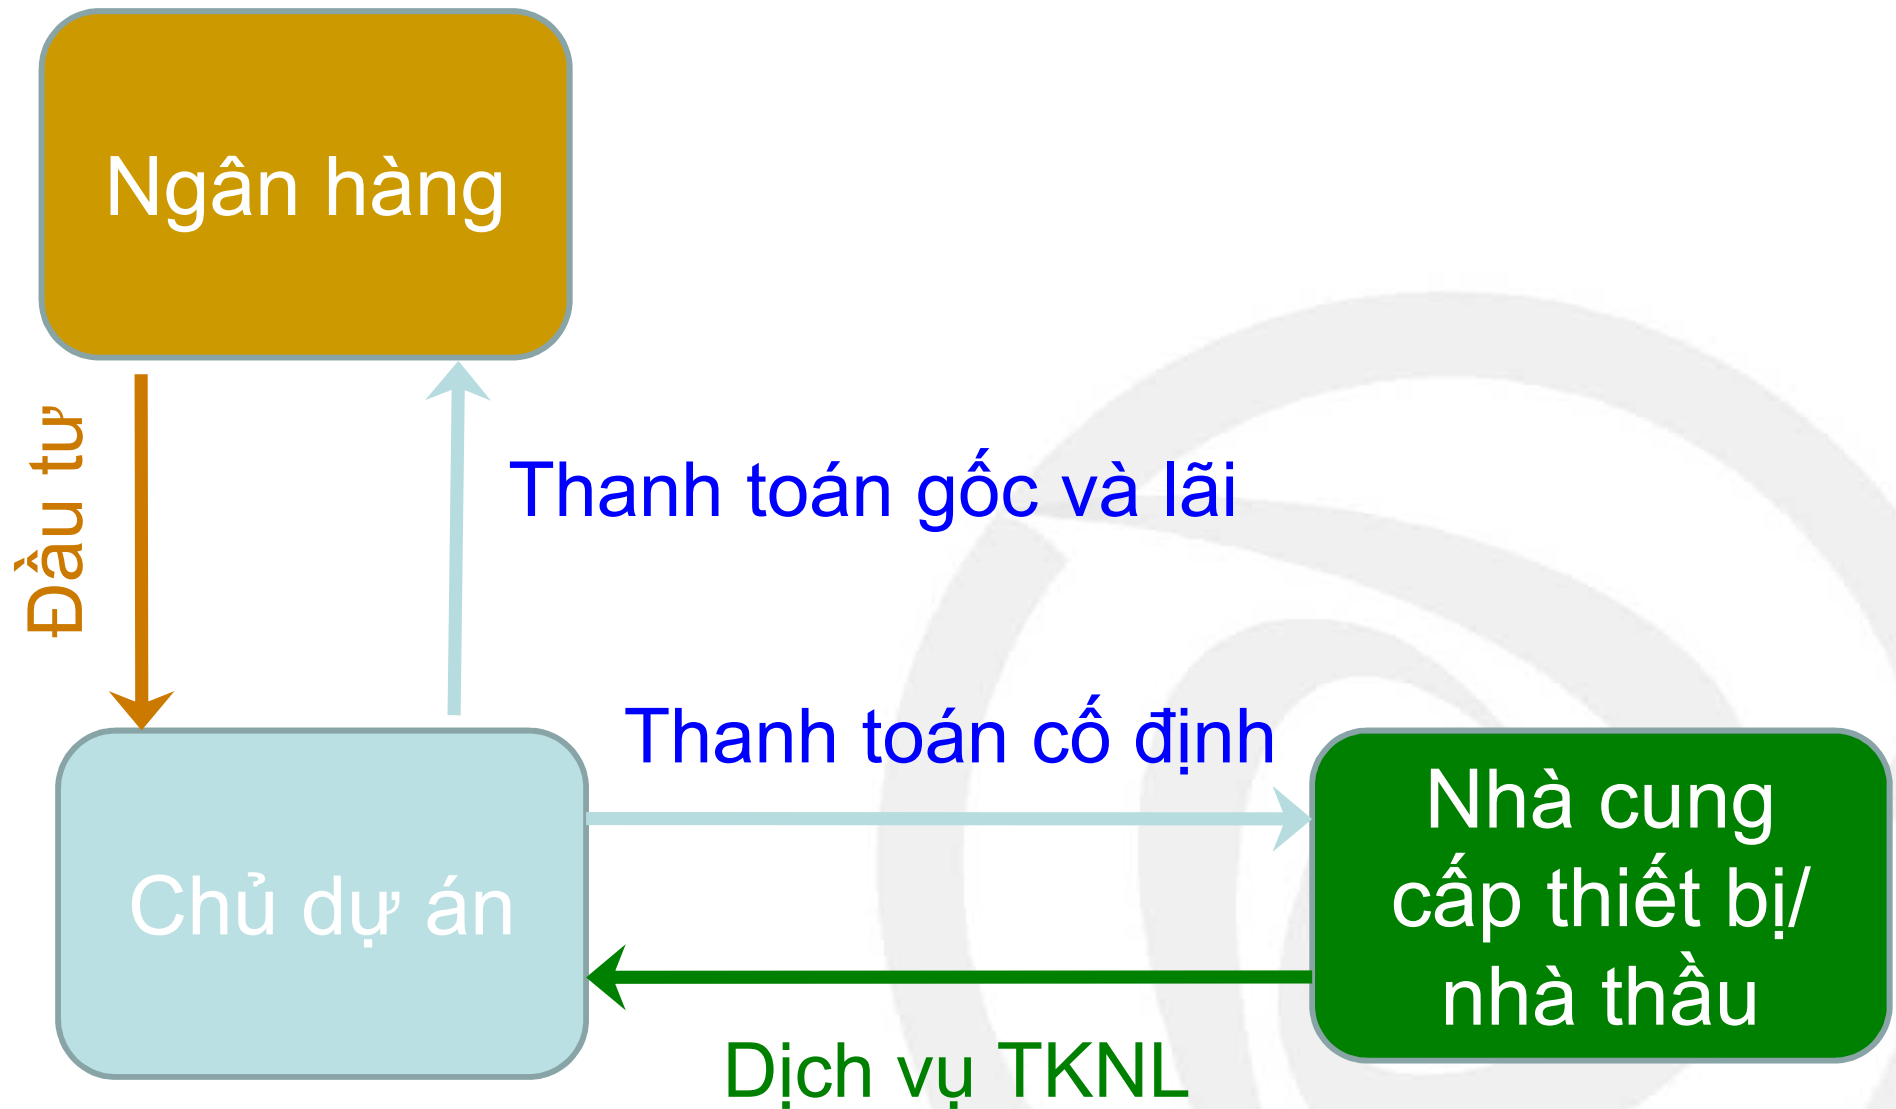 Ngân hàng
Đầu tư
Thanh toán gốc và lãi
Thanh toán cố định
Chủ dự án
Nhà cung
cấp thiết bị/
nhà thầu
Dịch vụ TKNL